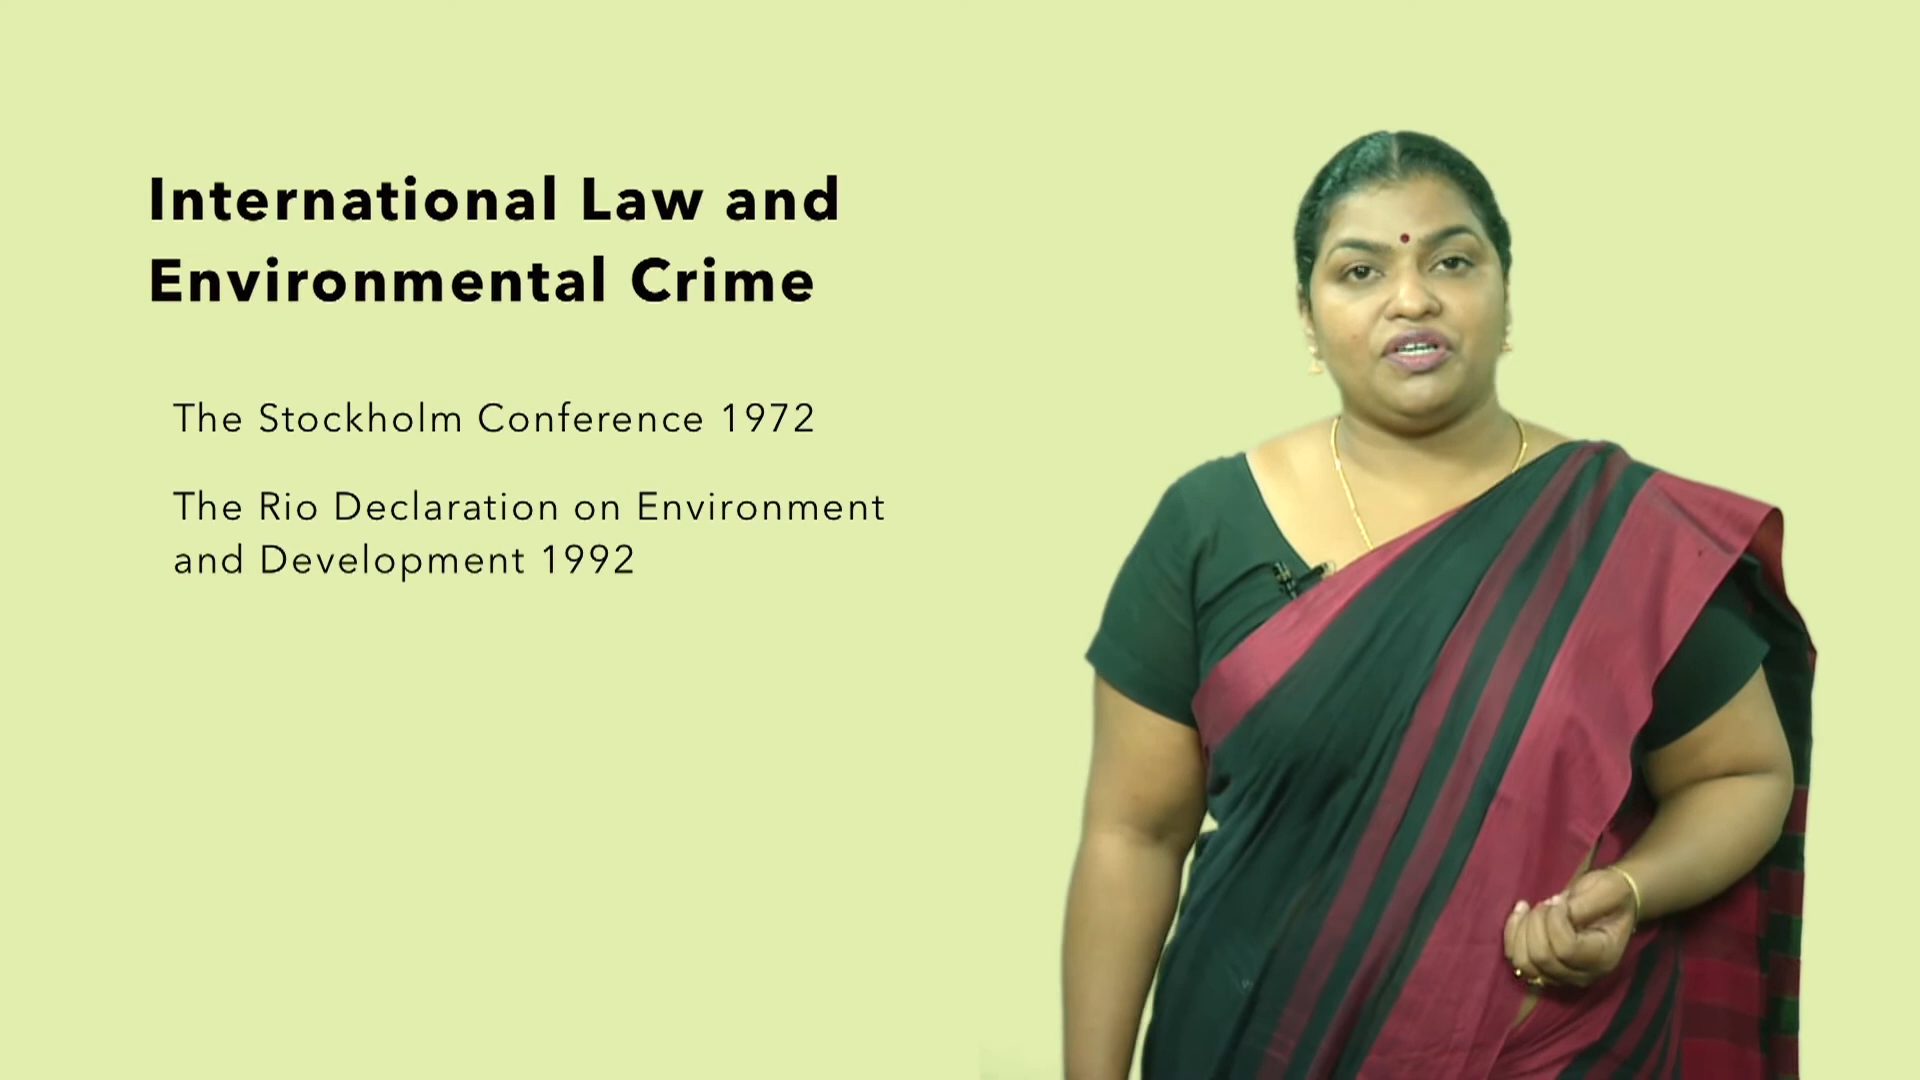 International Law and
Environmental Crime
The Stockholm Conference 1972
The Rio Declaration on Environment
and Development 1992